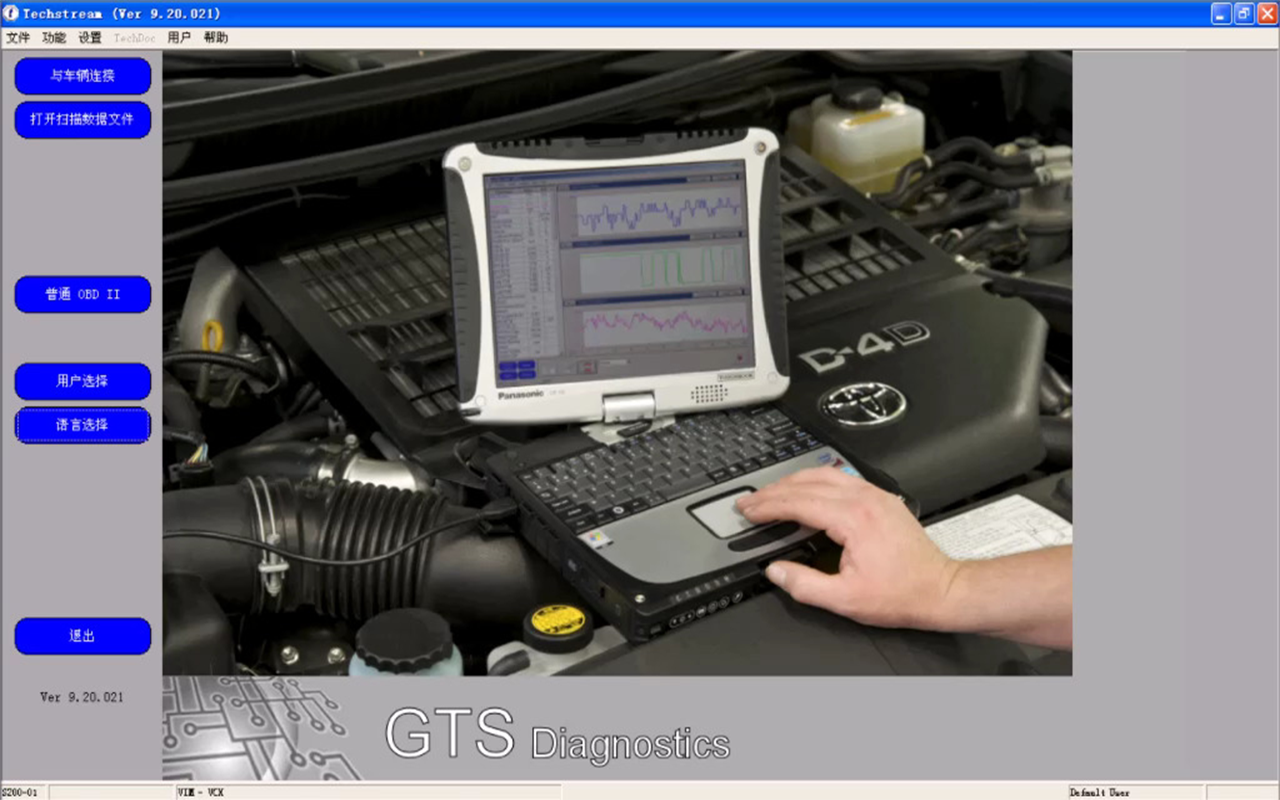 Techstream (Ver 9.20.021)
文件 功能 设置 TechDoc 用户 帮助
与车辆连接
打开扫描数据文件
普通 OBD II
用户选择
语言选择
退出
Ver 9.20.021
Panasonic
D-4D
GTS Diagnostics
S200-01 VIM - VCX Default User